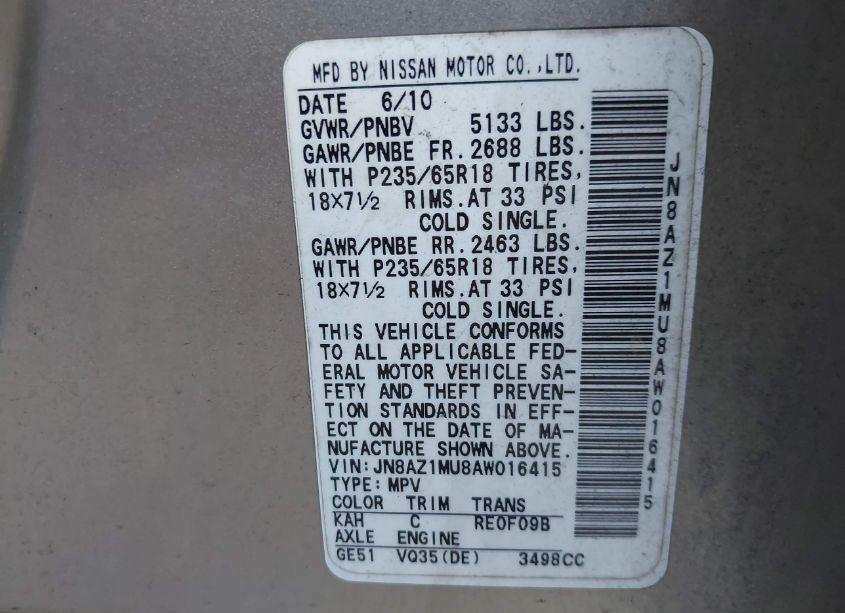 MFD BY NISSAN MOTOR CO.,LTD.
DATE 6/10
GVWR/PNBV 5133 LBS.
GAWR/PNBE FR. 2688 LBS.
WITH P235/65R18 TIRES,
18×7½ RIMS.AT 33 PSI
COLD SINGLE.
GAWR/PNBE RR. 2463 LBS.
WITH P235/65R18 TIRES,
18×7½ RIMS.AT 33 PSI
COLD SINGLE.
THIS VEHICLE CONFORMS
TO ALL APPLICABLE FED-
ERAL MOTOR VEHICLE SA-
FETY AND THEFT PREVEN-
TION STANDARDS IN EFF-
ECT ON THE DATE OF MA-
NUFACTURE SHOWN ABOVE.
VIN:JN8AZ1MU8AW016415
TYPE:MPV
COLOR TRIM TRANS
KAH C RE0F09B
AXLE ENGINE
GE51 VQ35(DE) 3498CC
JN8AZ1MU8AW016415